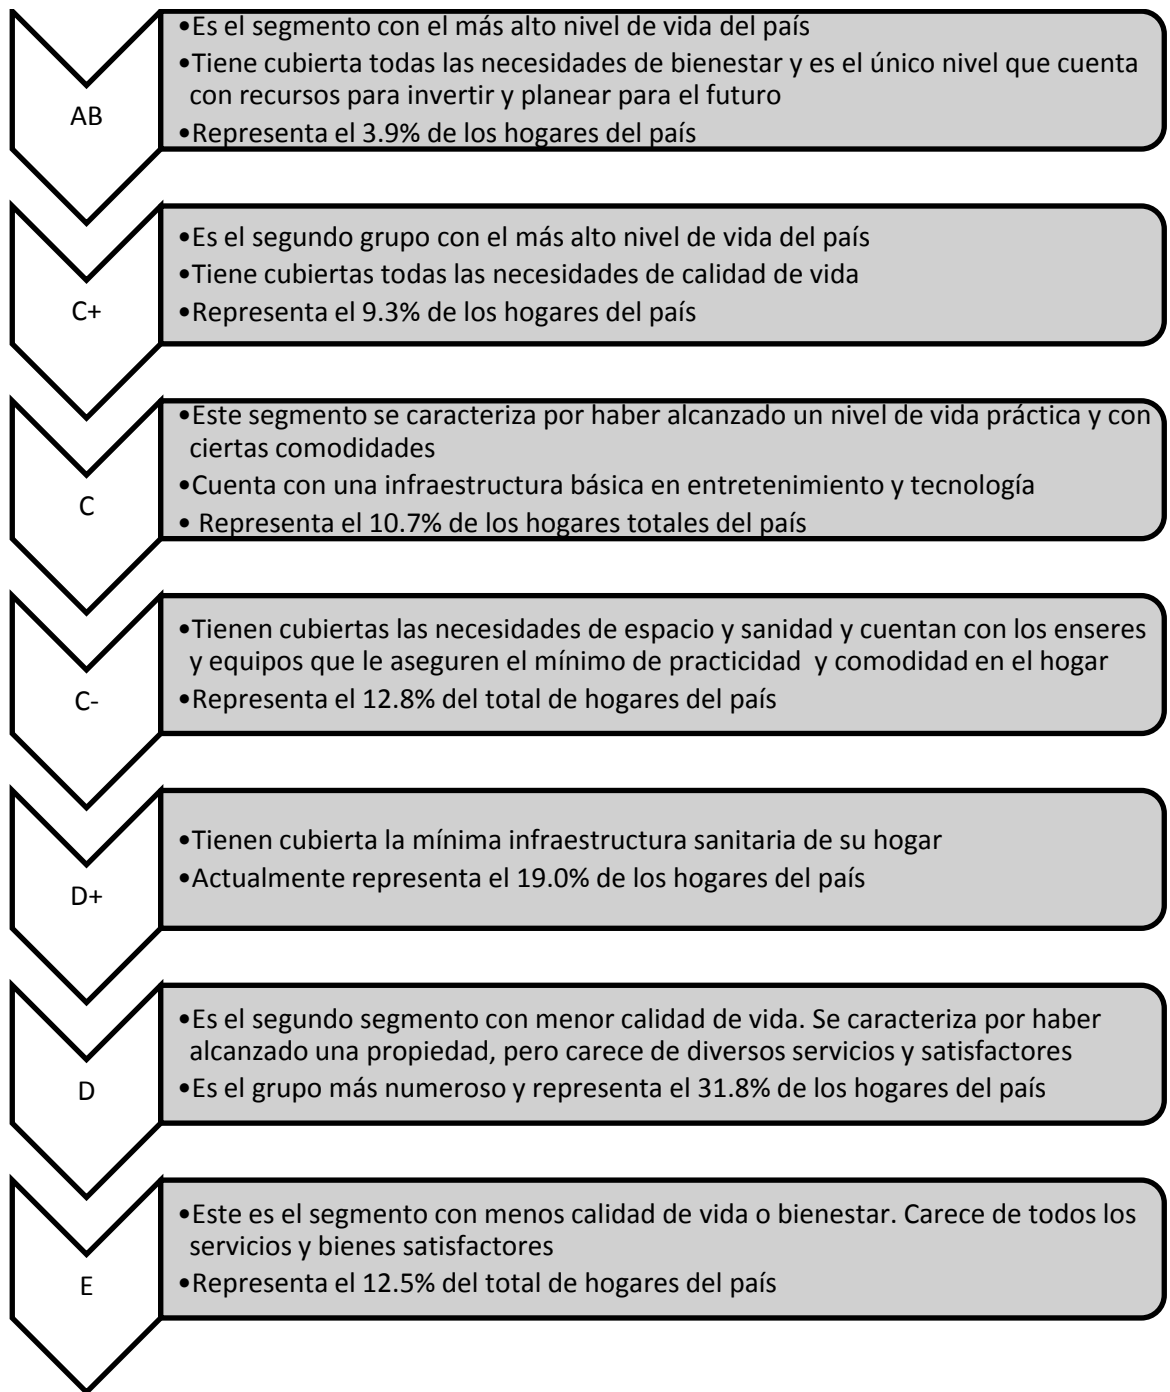 AB
•Es el segmento con el más alto nivel de vida del país
•Tiene cubierta todas las necesidades de bienestar y es el único nivel que cuenta
con recursos para invertir y planear para el futuro
•Representa el 3.9% de los hogares del país
C+
•Es el segundo grupo con el más alto nivel de vida del país
•Tiene cubiertas todas las necesidades de calidad de vida
•Representa el 9.3% de los hogares del país
C
•Este segmento se caracteriza por haber alcanzado un nivel de vida práctica y con
ciertas comodidades
•Cuenta con una infraestructura básica en entretenimiento y tecnología
• Representa el 10.7% de los hogares totales del país
C-
•Tienen cubiertas las necesidades de espacio y sanidad y cuentan con los enseres
y equipos que le aseguren el mínimo de practicidad  y comodidad en el hogar
•Representa el 12.8% del total de hogares del país
D+
•Tienen cubierta la mínima infraestructura sanitaria de su hogar
•Actualmente representa el 19.0% de los hogares del país
D
•Es el segundo segmento con menor calidad de vida. Se caracteriza por haber
alcanzado una propiedad, pero carece de diversos servicios y satisfactores
•Es el grupo más numeroso y representa el 31.8% de los hogares del país
E
•Este es el segmento con menos calidad de vida o bienestar. Carece de todos los
servicios y bienes satisfactores
•Representa el 12.5% del total de hogares del país